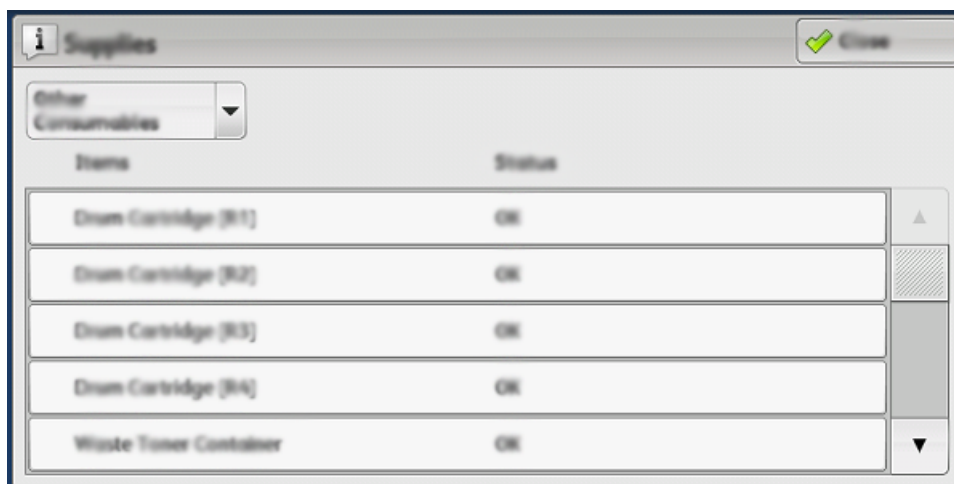 Supplies
Close
Other
Consumables
Items Status
Drum Cartridge [R1] OK
Drum Cartridge [R2] OK
Drum Cartridge [R3] OK
Drum Cartridge [R4] OK
Waste Toner Container OK